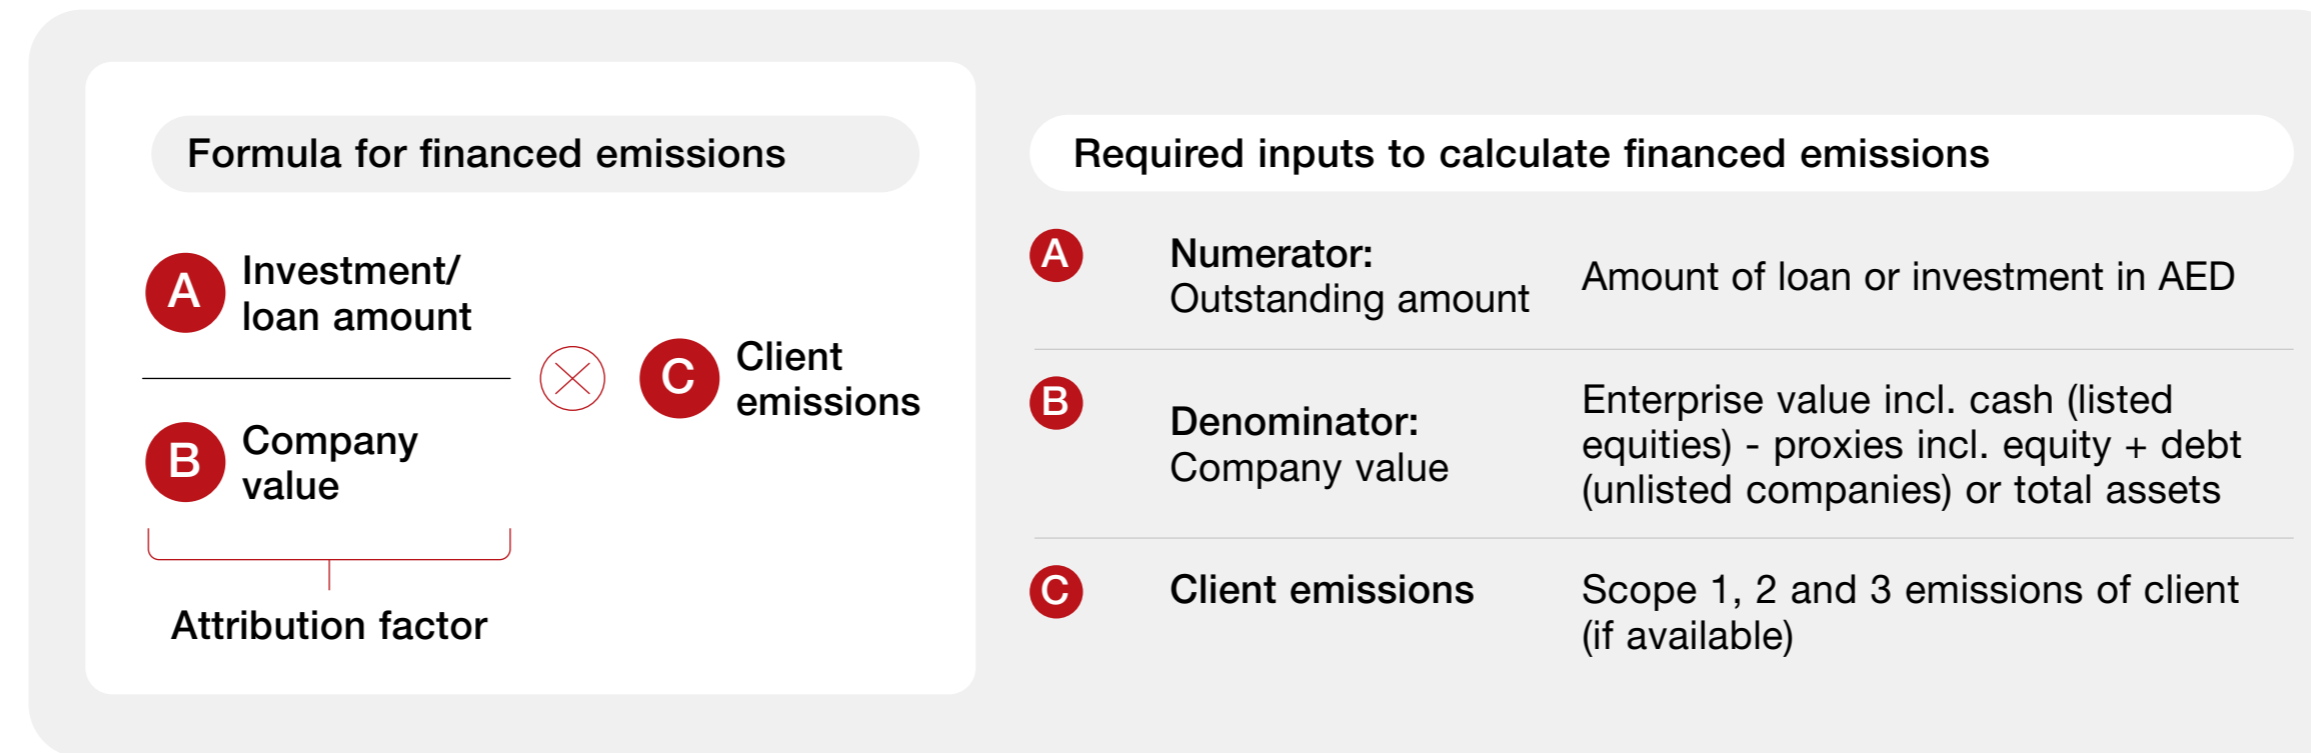 Formula for financed emissions
A
Investment/
loan amount
B
Company
value
Attribution factor
C
Client
emissions
Required inputs to calculate financed emissions
A
Numerator:
Outstanding amount
Amount of loan or investment in AED
B
Denominator:
Company value
Enterprise value incl. cash (listed
equities) - proxies incl. equity + debt
(unlisted companies) or total assets
C
Client emissions
Scope 1, 2 and 3 emissions of client
(if available)